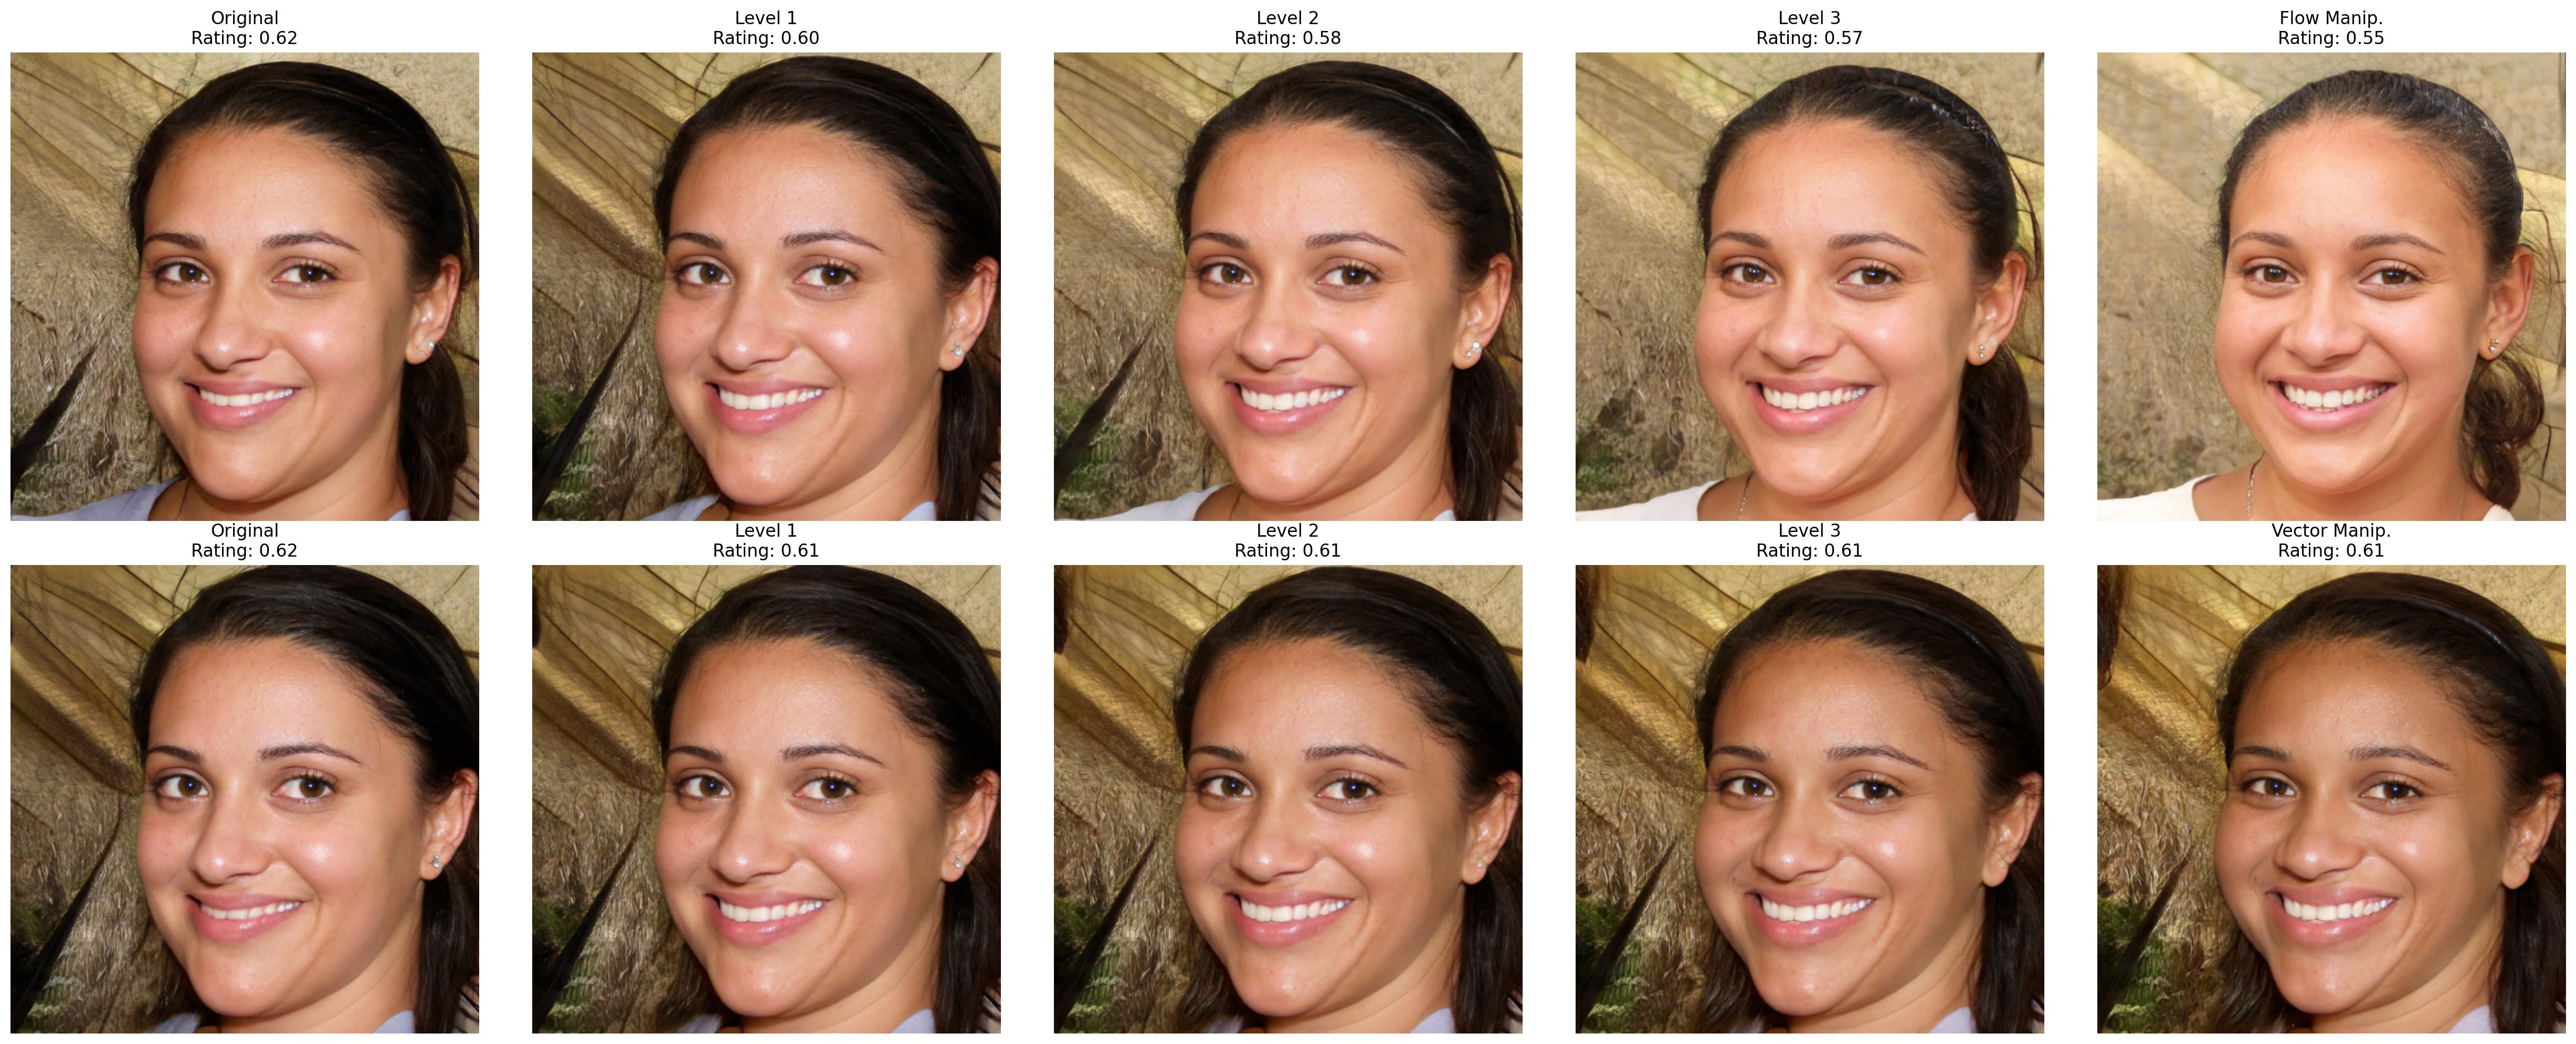 Original
Rating: 0.62
Level 1
Rating: 0.60
Level 2
Rating: 0.58
Level 3
Rating: 0.57
Flow Manip.
Rating: 0.55
Original
Rating: 0.62
Level 1
Rating: 0.61
Level 2
Rating: 0.61
Level 3
Rating: 0.61
Vector Manip.
Rating: 0.61